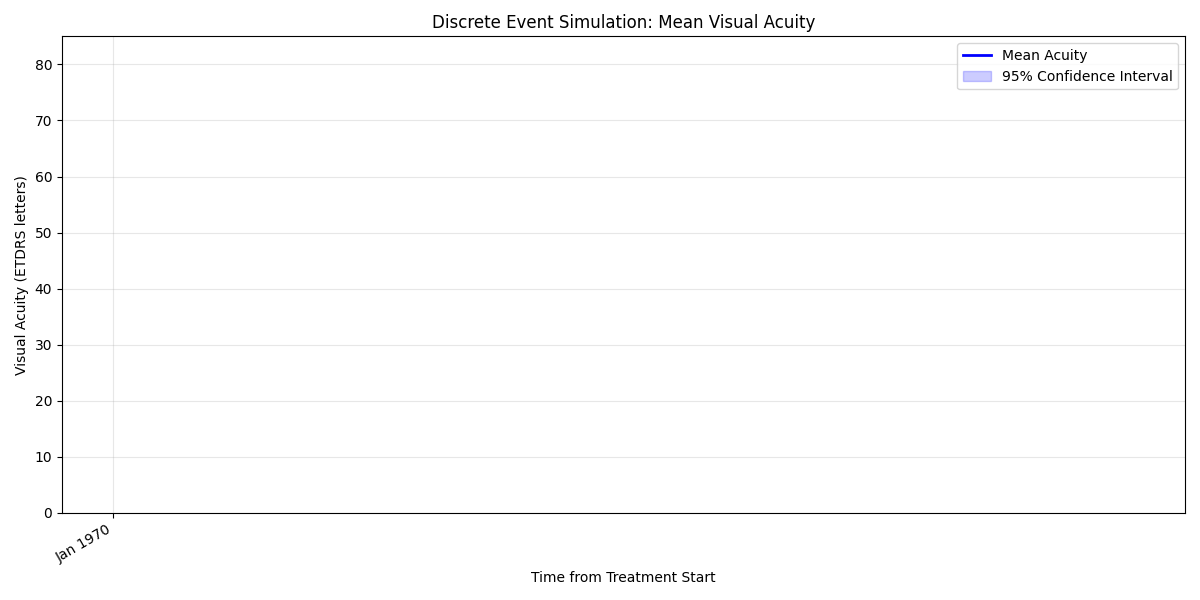 Discrete Event Simulation: Mean Visual Acuity
Mean Acuity
95% Confidence Interval
Visual Acuity (ETDRS letters)
80
70
60
50
40
30
20
10
0
Jan 1970
Time from Treatment Start